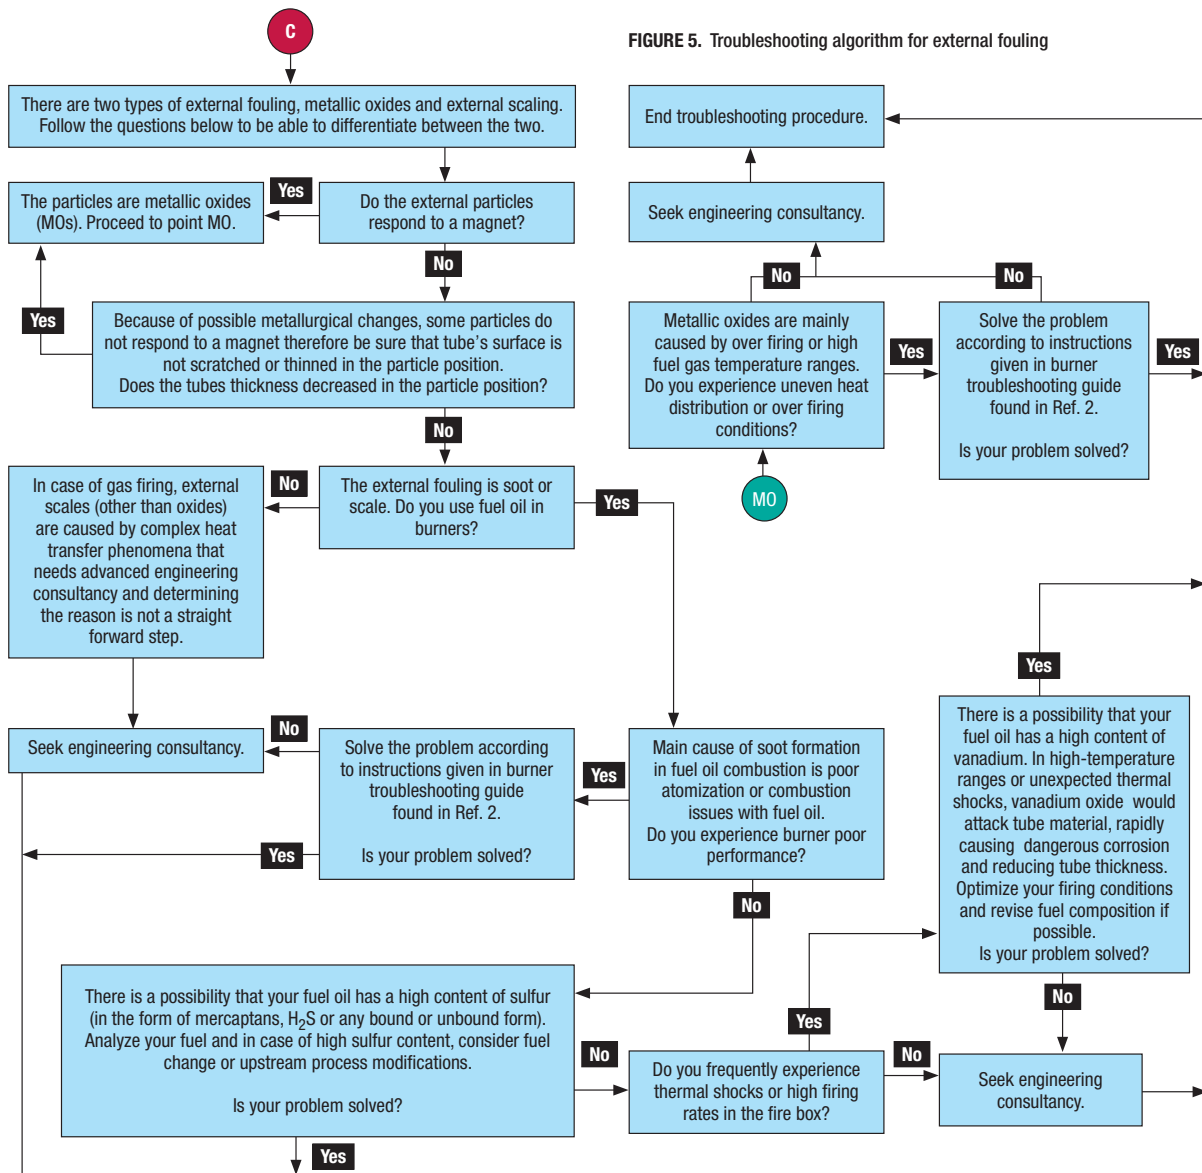 C
FIGURE 5. Troubleshooting algorithm for external fouling
There are two types of external fouling, metallic oxides and external scaling.
Follow the questions below to be able to differentiate between the two.
End troubleshooting procedure.
The particles are metallic oxides
(MOs). Proceed to point MO.
Yes
Do the external particles
respond to a magnet?
Seek engineering consultancy.
No
No
No
Yes
Because of possible metallurgical changes, some particles do
not respond to a magnet therefore be sure that tube's surface is
not scratched or thinned in the particle position.
Does the tubes thickness decreased in the particle position?
Metallic oxides are mainly
caused by over firing or high
fuel gas temperature ranges.
Do you experience uneven heat
distribution or over firing
conditions?
Yes
Solve the problem
according to instructions
given in burner
troubleshooting guide
found in Ref. 2.
Is your problem solved?
Yes
No
In case of gas firing, external
scales (other than oxides)
are caused by complex heat
transfer phenomena that
needs advanced engineering
consultancy and determining
the reason is not a straight
forward step.
No
The external fouling is soot or
scale. Do you use fuel oil in
burners?
Yes
MO
Yes
Seek engineering consultancy.
No
Solve the problem according
to instructions given in burner
troubleshooting guide
found in Ref. 2.
Is your problem solved?
Yes
Yes
Main cause of soot formation
in fuel oil combustion is poor
atomization or combustion
issues with fuel oil.
Do you experience burner poor
performance?
There is a possibility that your
fuel oil has a high content of
vanadium. In high-temperature
ranges or unexpected thermal
shocks, vanadium oxide would
attack tube material, rapidly
causing dangerous corrosion
and reducing tube thickness.
Optimize your firing conditions
and revise fuel composition if
possible.
Is your problem solved?
No
There is a possibility that your fuel oil has a high content of sulfur
(in the form of mercaptans, H2S or any bound or unbound form).
Analyze your fuel and in case of high sulfur content, consider fuel
change or upstream process modifications.
Is your problem solved?
No
Yes
Do you frequently experience
thermal shocks or high firing
rates in the fire box?
No
No
Seek engineering
consultancy.
Yes